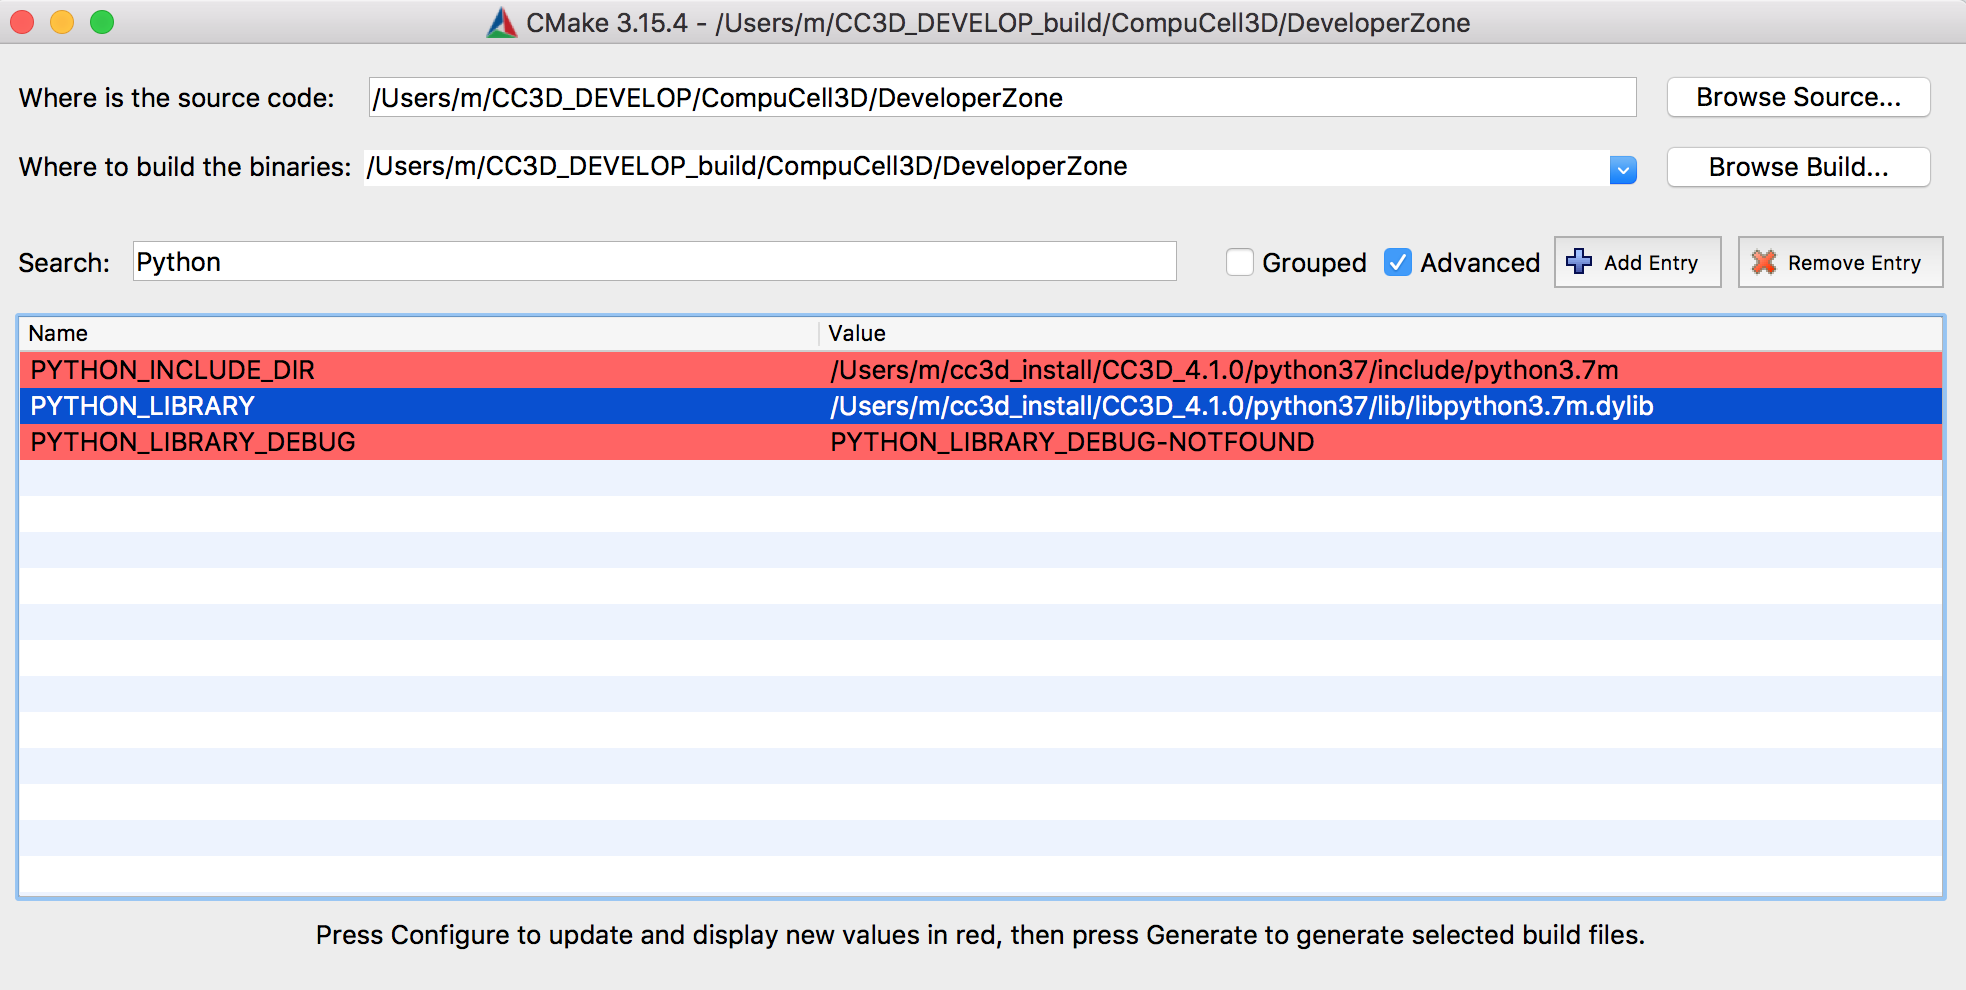 CMake 3.15.4 - /Users/m/CC3D_DEVELOP_build/CompuCell3D/DeveloperZone
Where is the source code: /Users/m/CC3D_DEVELOP/CompuCell3D/DeveloperZone Browse Source...
Where to build the binaries: /Users/m/CC3D_DEVELOP_build/CompuCell3D/DeveloperZone Browse Build...
Search: Python Grouped Advanced Add Entry Remove Entry
Name Value
PYTHON_INCLUDE_DIR /Users/m/cc3d_install/CC3D_4.1.0/python37/include/python3.7m
PYTHON_LIBRARY /Users/m/cc3d_install/CC3D_4.1.0/python37/lib/libpython3.7m.dylib
PYTHON_LIBRARY_DEBUG PYTHON_LIBRARY_DEBUG-NOTFOUND
Press Configure to update and display new values in red, then press Generate to generate selected build files.